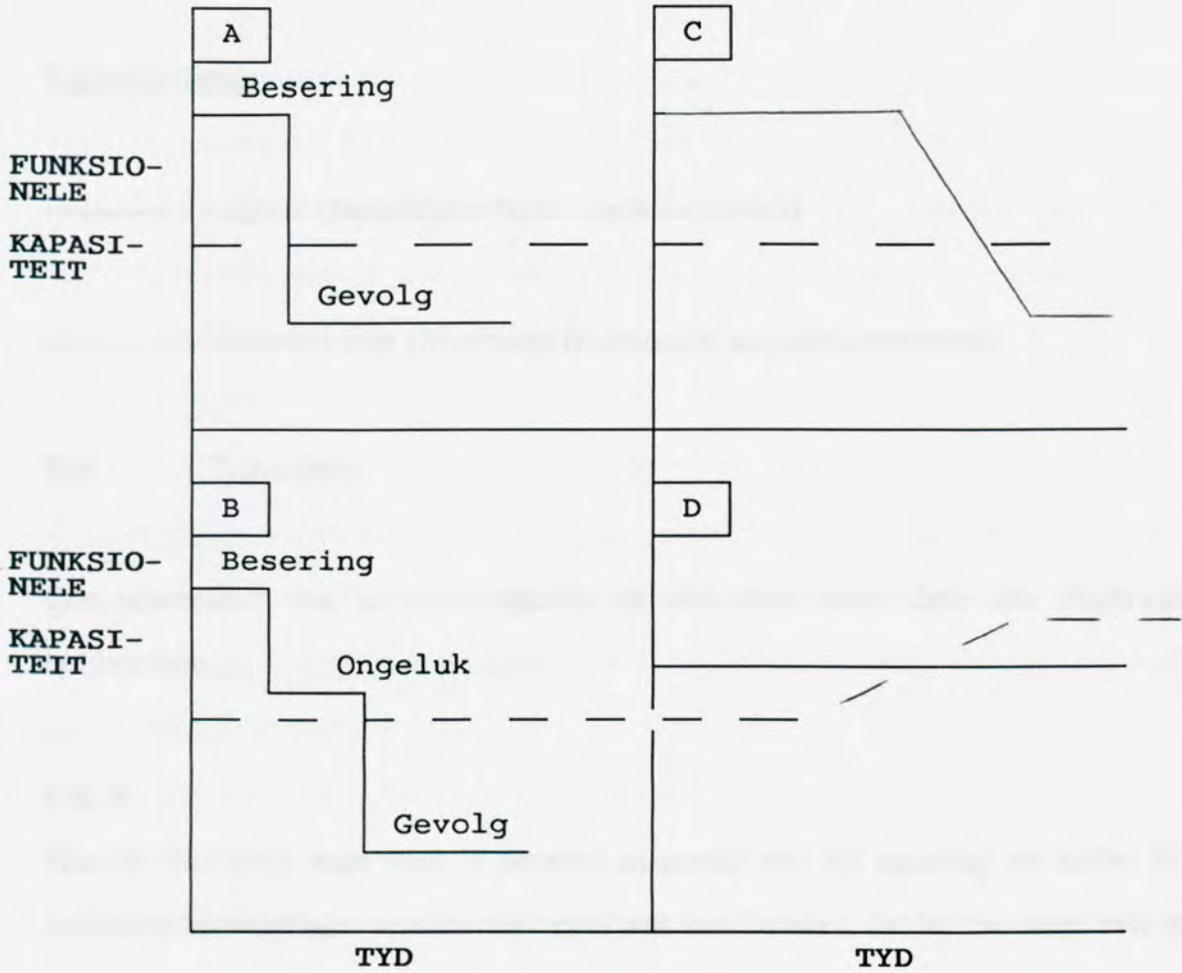 A
C
Besering
FUNKSIO-
NELE
KAPASI-
TEIT
Gevolg
B
D
FUNKSIO-
NELE
Besering
KAPASI-
TEIT
Ongeluk
Gevolg
TYD
TYD